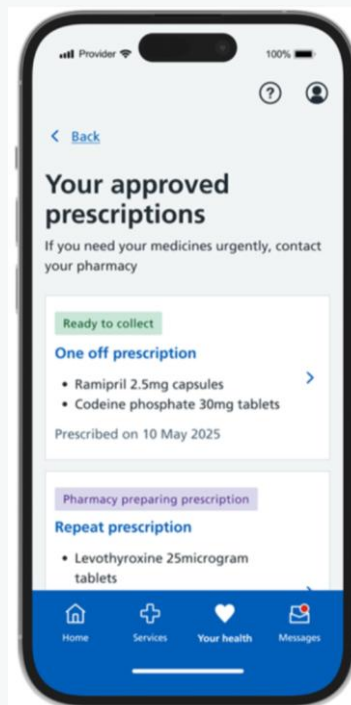 Provider 100%
?
Back
Your approved
prescriptions
If you need your medicines urgently, contact
your pharmacy
Ready to collect
One off prescription
• Ramipril 2.5mg capsules
• Codeine phosphate 30mg tablets
Prescribed on 10 May 2025
Pharmacy preparing prescription
Repeat prescription
• Levothyroxine 25microgram
tablets
Home Services Your health Messages